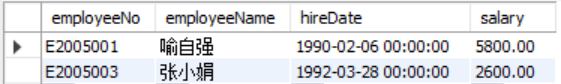 employeeNo employeeName hireDate salary
E2005001 喻自强 1990-02-06 00:00:00 5800.00
E2005003 张小娟 1992-03-28 00:00:00 2600.00